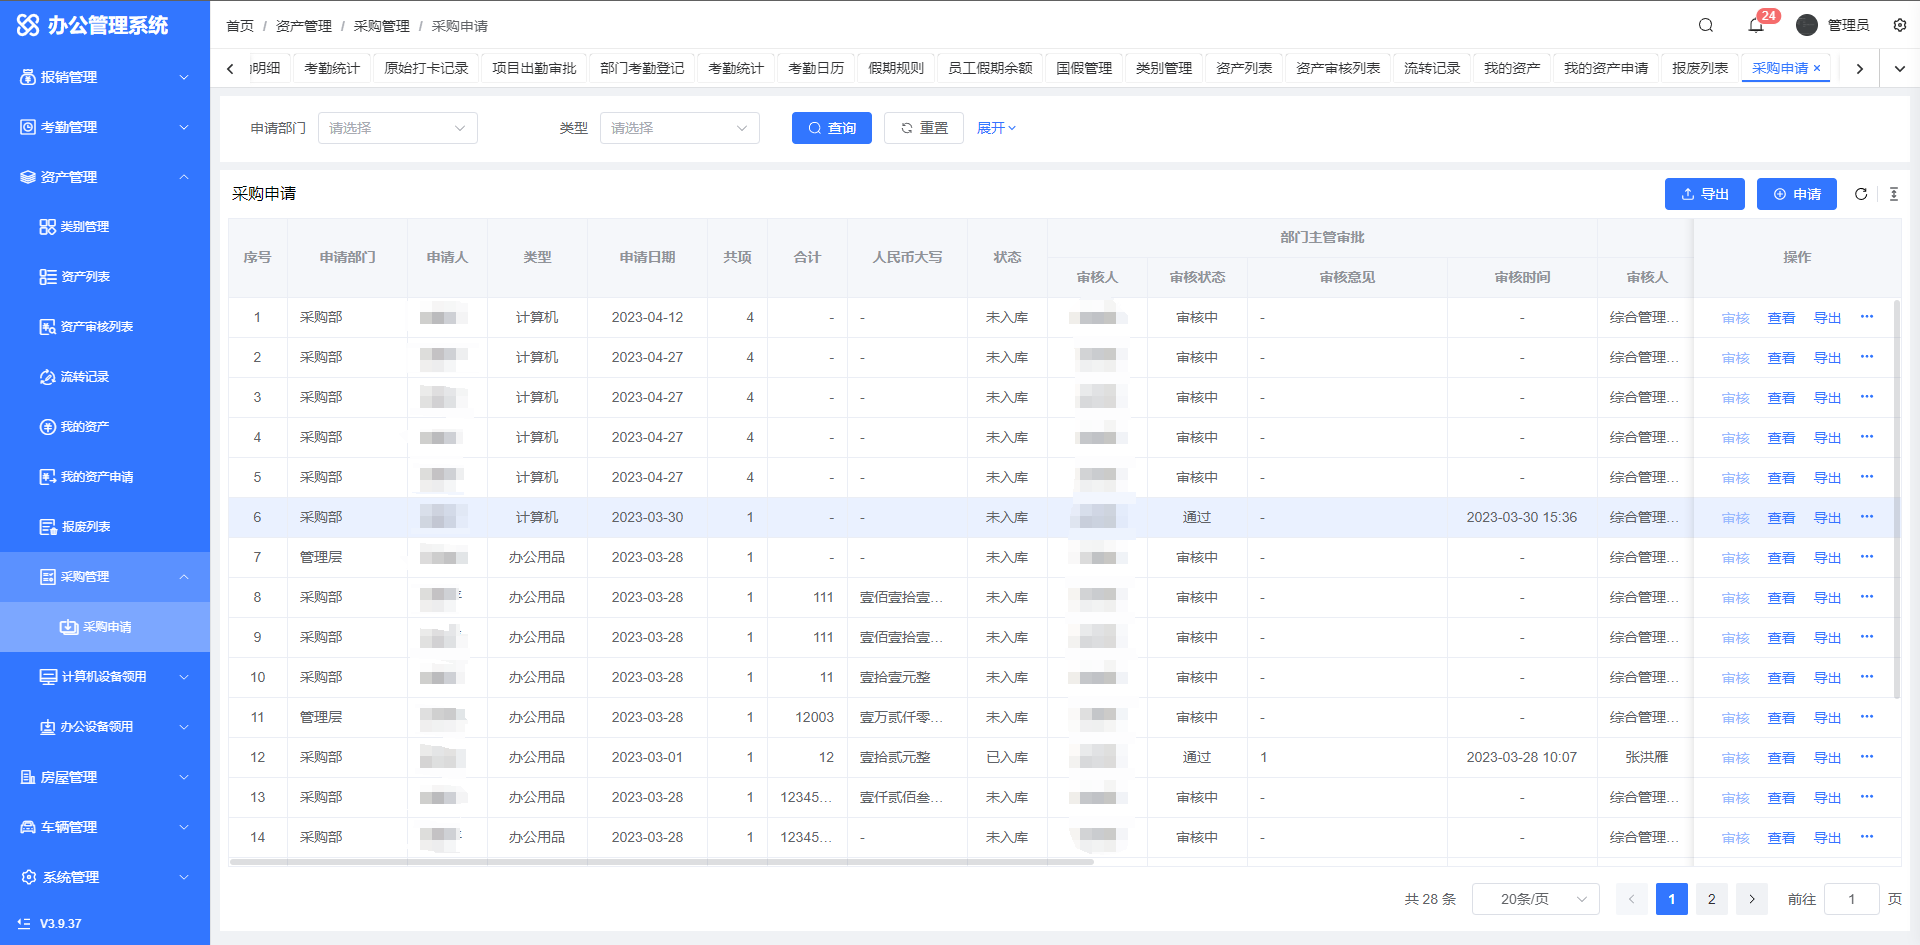 办公管理系统
报销管理
考勤管理
资产管理
类别管理
资产列表
资产审核列表
流转记录
我的资产
我的资产申请
报废列表
采购管理
采购申请
计算机设备领用
办公设备领用
房屋管理
车辆管理
系统管理
V3.9.37
首页 / 资产管理 / 采购管理 / 采购申请
24 管理员
明细 考勤统计 原始打卡记录 项目出勤审批 部门考勤登记 考勤统计 考勤日历 假期规则 员工假期余额 国假管理 类别管理 资产列表 资产审核列表 流转记录 我的资产 我的资产申请 报废列表 采购申请 ×
申请部门 请选择 类型 请选择 查询 重置 展开
采购申请 导出 申请
序号 申请部门 申请人 类型 申请日期 共项 合计 人民币大写 状态 部门主管审批 操作
审核人 审核状态 审核意见 审核时间 审核人
1 采购部 计算机 2023-04-12 4 - - 未入库 审核中 - - 综合管理... 审核 查看 导出 ···
2 采购部 计算机 2023-04-27 4 - - 未入库 审核中 - - 综合管理... 审核 查看 导出 ···
3 采购部 计算机 2023-04-27 4 - - 未入库 审核中 - - 综合管理... 审核 查看 导出 ···
4 采购部 计算机 2023-04-27 4 - - 未入库 审核中 - - 综合管理... 审核 查看 导出 ···
5 采购部 计算机 2023-04-27 4 - - 未入库 审核中 - - 综合管理... 审核 查看 导出 ···
6 采购部 计算机 2023-03-30 1 - - 未入库 通过 - 2023-03-30 15:36 综合管理... 审核 查看 导出 ···
7 管理层 办公用品 2023-03-28 1 - - 未入库 审核中 - - 综合管理... 审核 查看 导出 ···
8 采购部 办公用品 2023-03-28 1 111 壹佰壹拾壹... 未入库 审核中 - - 综合管理... 审核 查看 导出 ···
9 采购部 办公用品 2023-03-28 1 111 壹佰壹拾壹... 未入库 审核中 - - 综合管理... 审核 查看 导出 ···
10 采购部 办公用品 2023-03-28 1 11 壹拾壹元整 未入库 审核中 - - 综合管理... 审核 查看 导出 ···
11 管理层 办公用品 2023-03-28 1 12003 壹万贰仟零... 未入库 审核中 - - 综合管理... 审核 查看 导出 ···
12 采购部 办公用品 2023-03-01 1 12 壹拾贰元整 已入库 通过 1 2023-03-28 10:07 张洪雁 审核 查看 导出 ···
13 采购部 办公用品 2023-03-28 1 12345... 壹仟贰佰叁... 未入库 审核中 - - 综合管理... 审核 查看 导出 ···
14 采购部 办公用品 2023-03-28 1 12345... - 未入库 审核中 - - 综合管理... 审核 查看 导出 ···
共 28 条 20条/页 1 2 前往 1 页